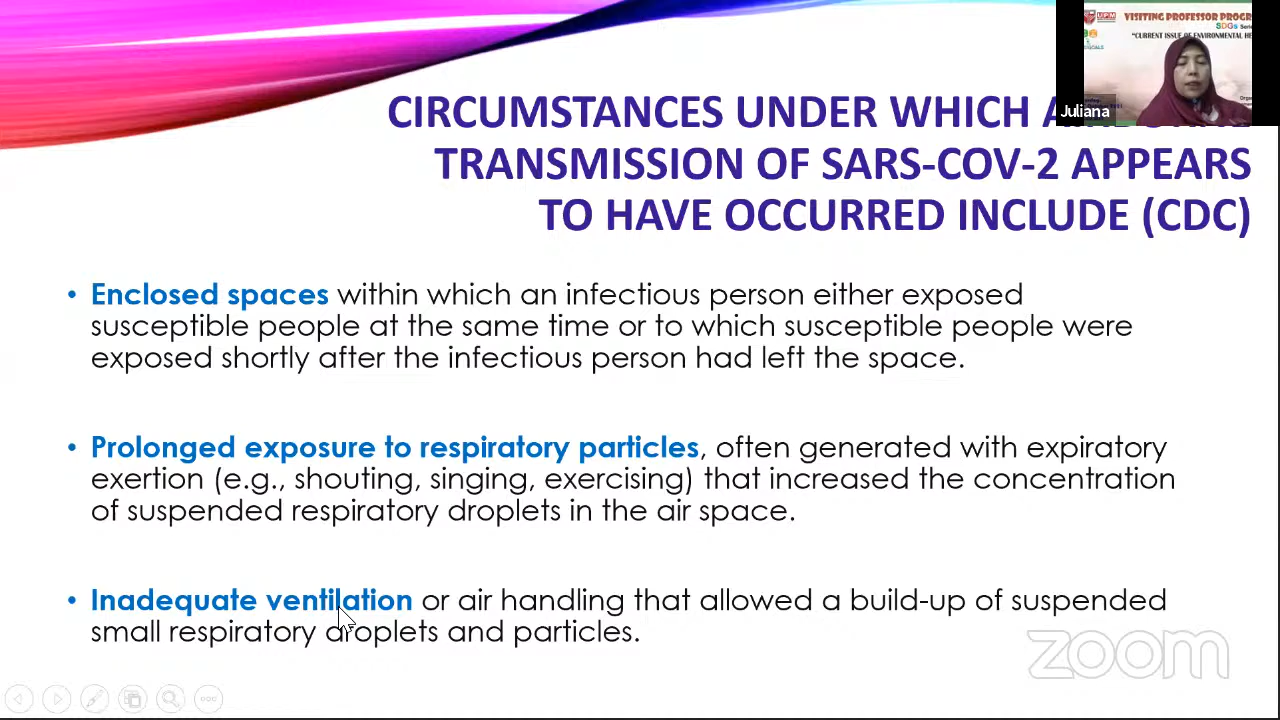 VISITING PROFESSOR PROGR
SDGs
"CURRENT ISSUE OF ENVIRONMENTAL HE
Juliana
CIRCUMSTANCES UNDER WHICH
TRANSMISSION OF SARS-COV-2 APPEARS
TO HAVE OCCURRED INCLUDE (CDC)
• Enclosed spaces within which an infectious person either exposed
susceptible people at the same time or to which susceptible people were
exposed shortly after the infectious person had left the space.
• Prolonged exposure to respiratory particles, often generated with expiratory
exertion (e.g., shouting, singing, exercising) that increased the concentration
of suspended respiratory droplets in the air space.
• Inadequate ventilation or air handling that allowed a build-up of suspended
small respiratory droplets and particles.
zoom